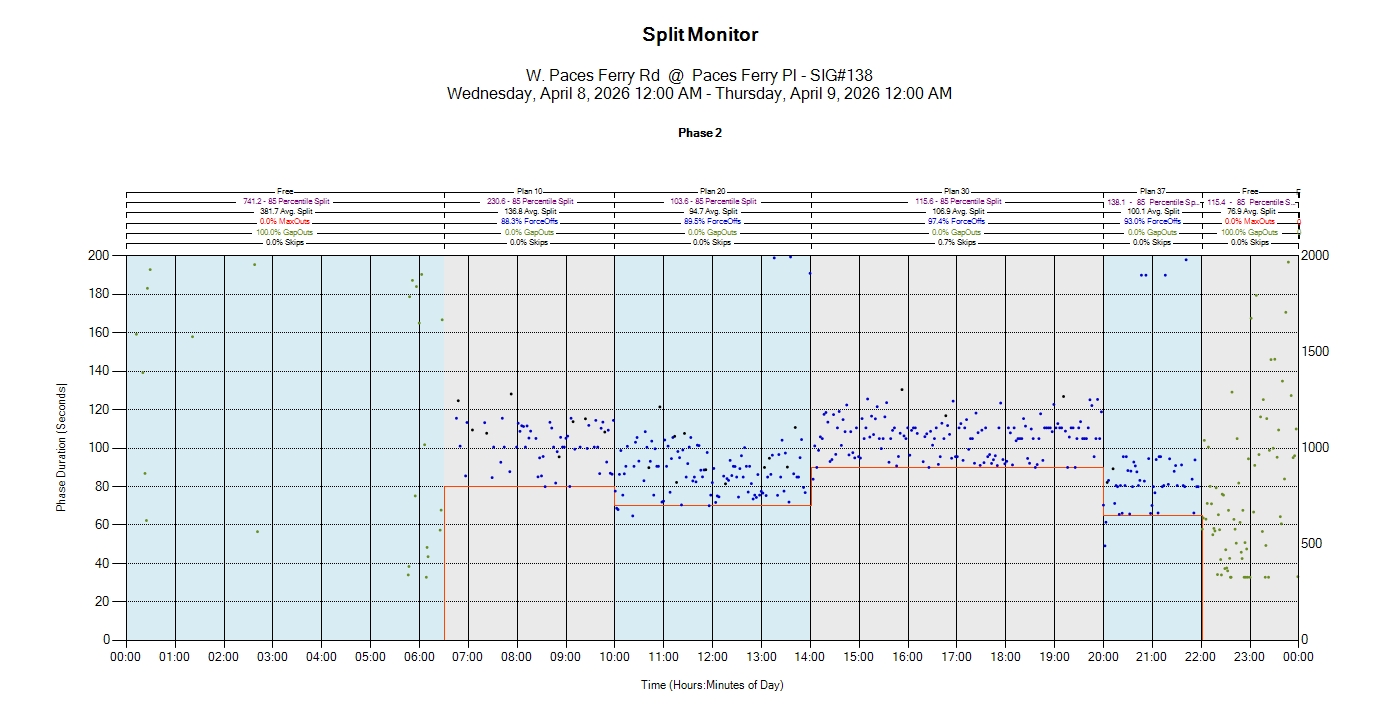 Split Monitor
W. Paces Ferry Rd @ Paces Ferry Pl - SIG#138
Wednesday, April 8, 2026 12:00 AM - Thursday, April 9, 2026 12:00 AM
Phase 2
Free Plan 10 Plan 20 Plan 30 Plan 37 Free F
741.2 - 85 Percentile Split 230.6 - 85 Percentile Split 103.6 - 85 Percentile Split 115.6 - 85 Percentile Split 138.1 - 85 Percentile Sp... 115.4 - 85 Percentile S...
381.7 Avg. Split 136.8 Avg. Split 94.7 Avg. Split 106.9 Avg. Split 100.1 Avg. Split 76.9 Avg. Split
0.0% MaxOuts 88.3% ForceOffs 89.5% ForceOffs 97.4% ForceOffs 93.0% ForceOffs 0.0% MaxOuts
100.0% GapOuts 0.0% GapOuts 0.0% GapOuts 0.0% GapOuts 0.0% GapOuts 100.0% GapOuts
0.0% Skips 0.0% Skips 0.0% Skips 0.7% Skips 0.0% Skips 0.0% Skips
200 2000
180
160
140 1500
120
100 1000
80
60
40 500
20
0 0
Phase Duration [Seconds]
00:00 01:00 02:00 03:00 04:00 05:00 06:00 07:00 08:00 09:00 10:00 11:00 12:00 13:00 14:00 15:00 16:00 17:00 18:00 19:00 20:00 21:00 22:00 23:00 00:00
Time (Hours:Minutes of Day)